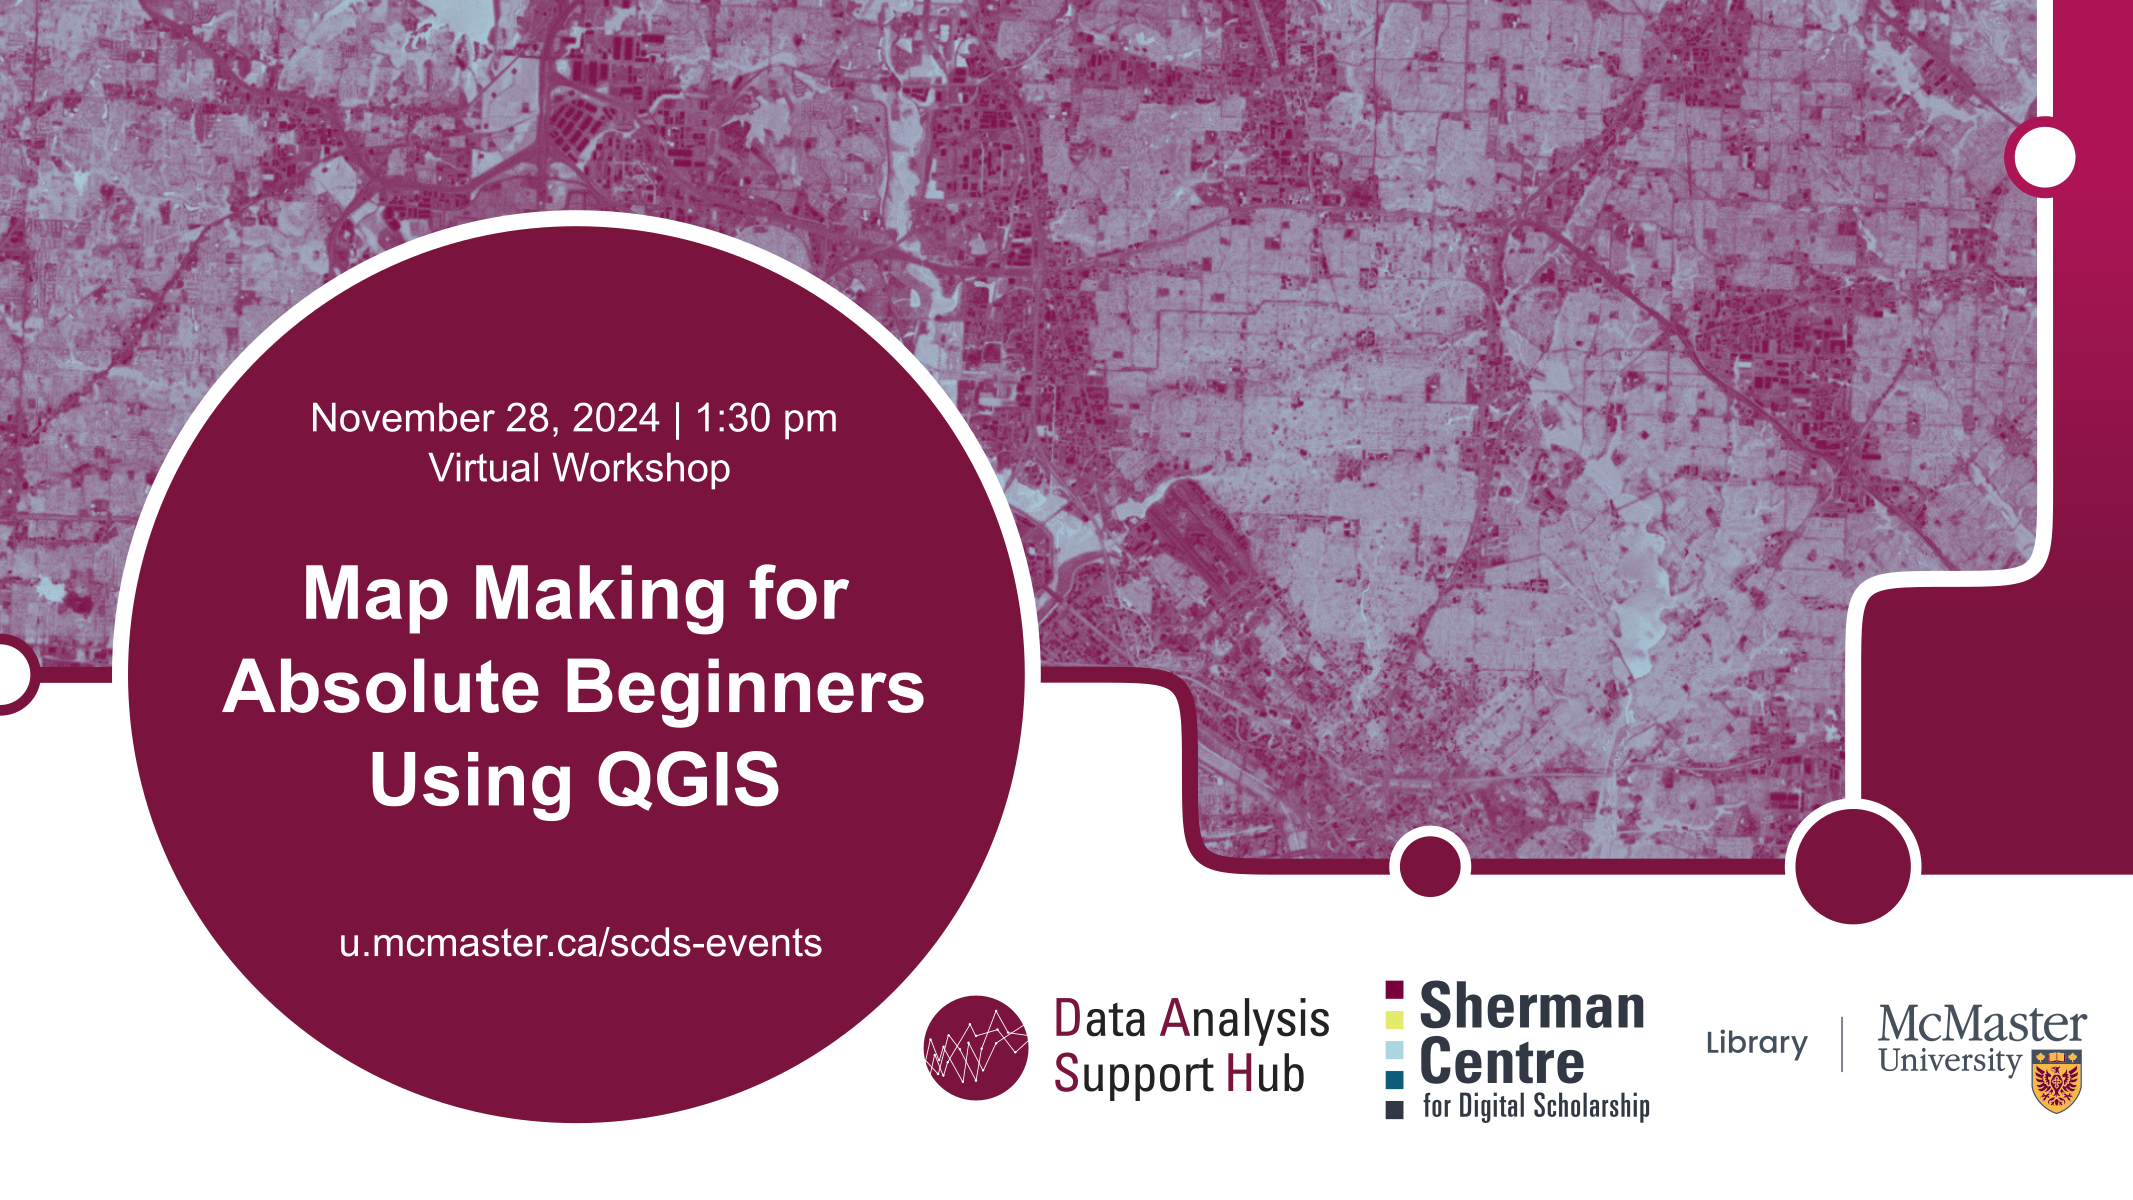 November 28, 2024 | 1:30 pm
Virtual Workshop
Map Making for
Absolute Beginners
Using QGIS
u.mcmaster.ca/scds-events
Data Analysis
Support Hub
Sherman
Centre
for Digital Scholarship
Library
McMaster
University